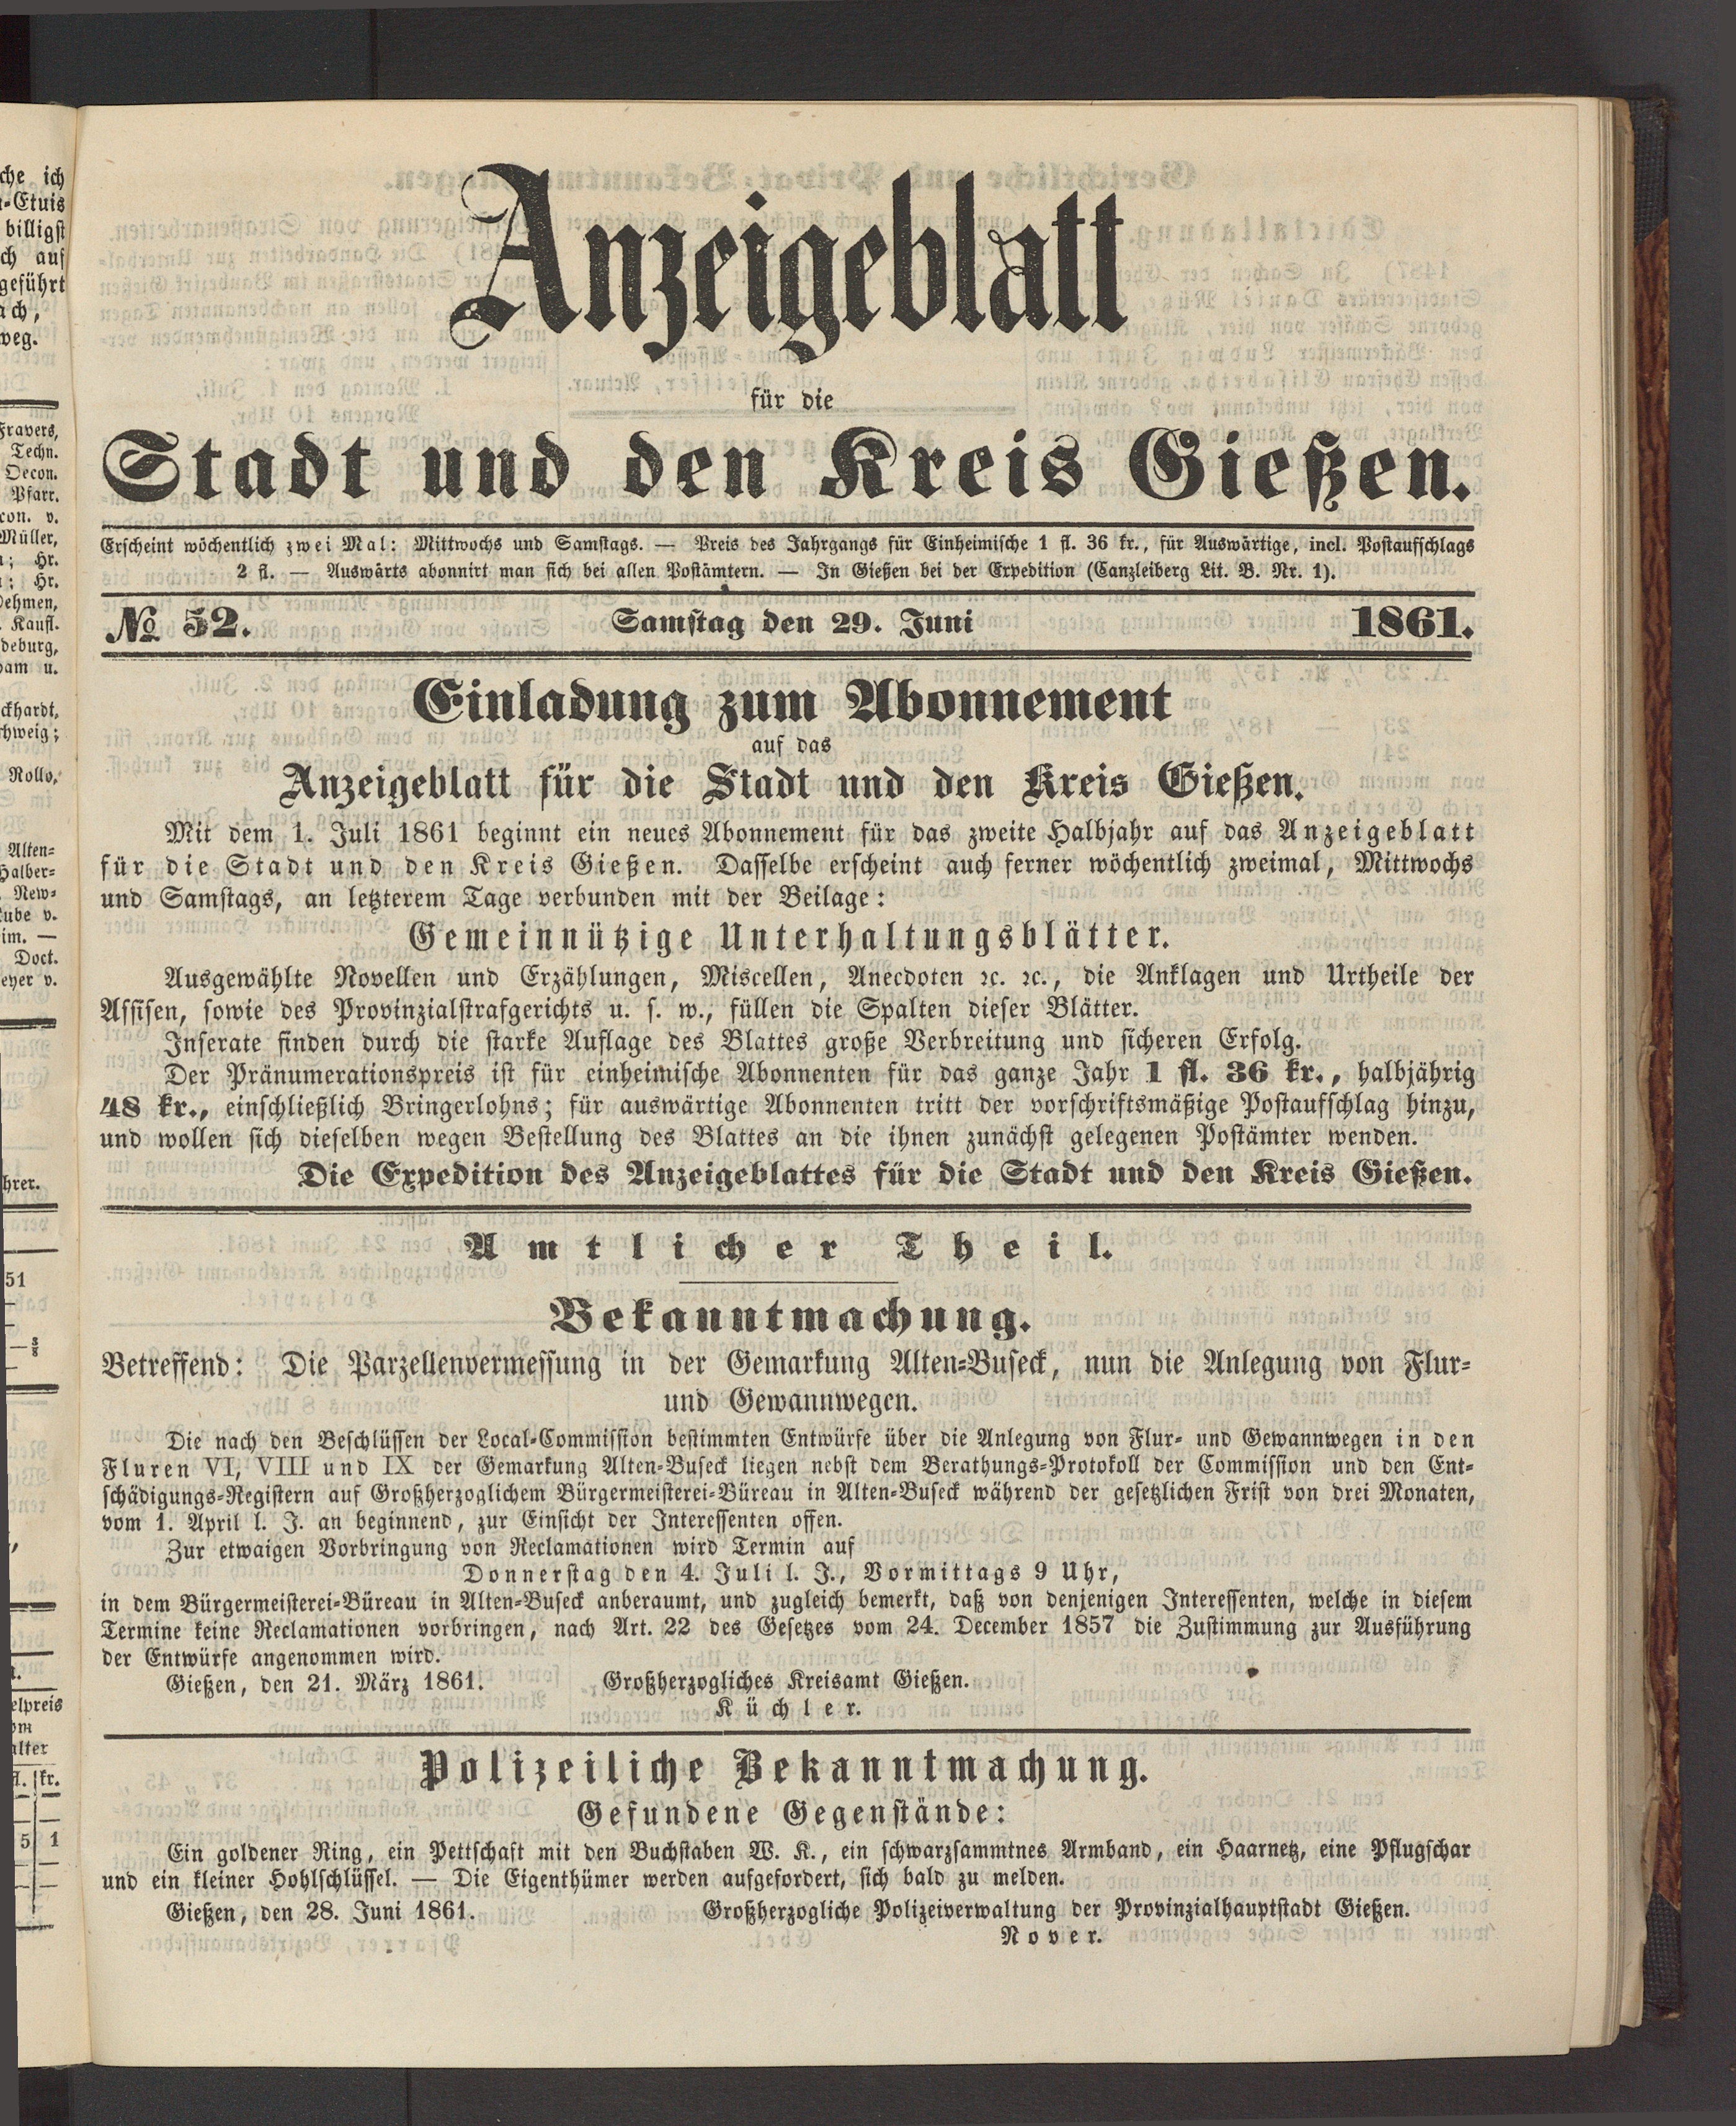 Anzeigeblatt
für die
Stadt und den Kreis Gießen.
Erscheint wöchentlich zwei Mal: Mittwochs und Samstags. — Preis des Jahrgangs für Einheimische 1 fl. 36 kr., für Auswärtige, incl. Postaufschlags
2 fl. — Auswärts abonnirt man sich bei allen Postämtern. — In Gießen bei der Expedition (Canzleiberg Lit. B. Nr. 1).
№ 52. Samstag den 29. Juni 1861.
Einladung zum Abonnement
auf das
Anzeigeblatt für die Stadt und den Kreis Gießen.
Mit dem 1. Juli 1861 beginnt ein neues Abonnement für das zweite Halbjahr auf das Anzeigeblatt
für die Stadt und den Kreis Gießen. Dasselbe erscheint auch ferner wöchentlich zweimal, Mittwochs
und Samstags, an letzterem Tage verbunden mit der Beilage:
Gemeinnützige Unterhaltungsblätter.
Ausgewählte Novellen und Erzählungen, Miscellen, Anecdoten ꝛc. ꝛc., die Anklagen und Urtheile der
Assisen, sowie des Provinzialstrafgerichts u. s. w., füllen die Spalten dieser Blätter.
Inserate finden durch die starke Auflage des Blattes große Verbreitung und sicheren Erfolg.
Der Pränumerationspreis ist für einheimische Abonnenten für das ganze Jahr 1 fl. 36 kr., halbjährig
48 kr., einschließlich Bringerlohns; für auswärtige Abonnenten tritt der vorschriftsmäßige Postaufschlag hinzu,
und wollen sich dieselben wegen Bestellung des Blattes an die ihnen zunächst gelegenen Postämter wenden.
Die Expedition des Anzeigeblattes für die Stadt und den Kreis Gießen.
Amtlicher Theil.
Bekanntmachung.
Betreffend: Die Parzellenvermessung in der Gemarkung Alten-Buseck, nun die Anlegung von Flur-
und Gewannwegen.
Die nach den Beschlüssen der Local-Commission bestimmten Entwürfe über die Anlegung von Flur- und Gewannwegen in den
Fluren VI, VIII und IX der Gemarkung Alten-Buseck liegen nebst dem Berathungs-Protokoll der Commission und den Ent-
schädigungs-Registern auf Großherzoglichem Bürgermeisterei-Büreau in Alten-Buseck während der gesetzlichen Frist von drei Monaten,
vom 1. April l. J. an beginnend, zur Einsicht der Interessenten offen.
Zur etwaigen Vorbringung von Reclamationen wird Termin auf
Donnerstag den 4. Juli l. J., Vormittags 9 Uhr,
in dem Bürgermeisterei-Büreau in Alten-Buseck anberaumt, und zugleich bemerkt, daß von denjenigen Interessenten, welche in diesem
Termine keine Reclamationen vorbringen, nach Art. 22 des Gesetzes vom 24. December 1857 die Zustimmung zur Ausführung
der Entwürfe angenommen wird.
Gießen, den 21. März 1861. Großherzogliches Kreisamt Gießen.
Küchler.
Polizeiliche Bekanntmachung.
Gefundene Gegenstände:
Ein goldener Ring, ein Pettschaft mit den Buchstaben W. K., ein schwarzsammtnes Armband, ein Haarnetz, eine Pflugschar
und ein kleiner Hohlschlüssel. — Die Eigenthümer werden aufgefordert, sich bald zu melden.
Gießen, den 28. Juni 1861. Großherzogliche Polizeiverwaltung der Provinzialhauptstadt Gießen.
Nover.